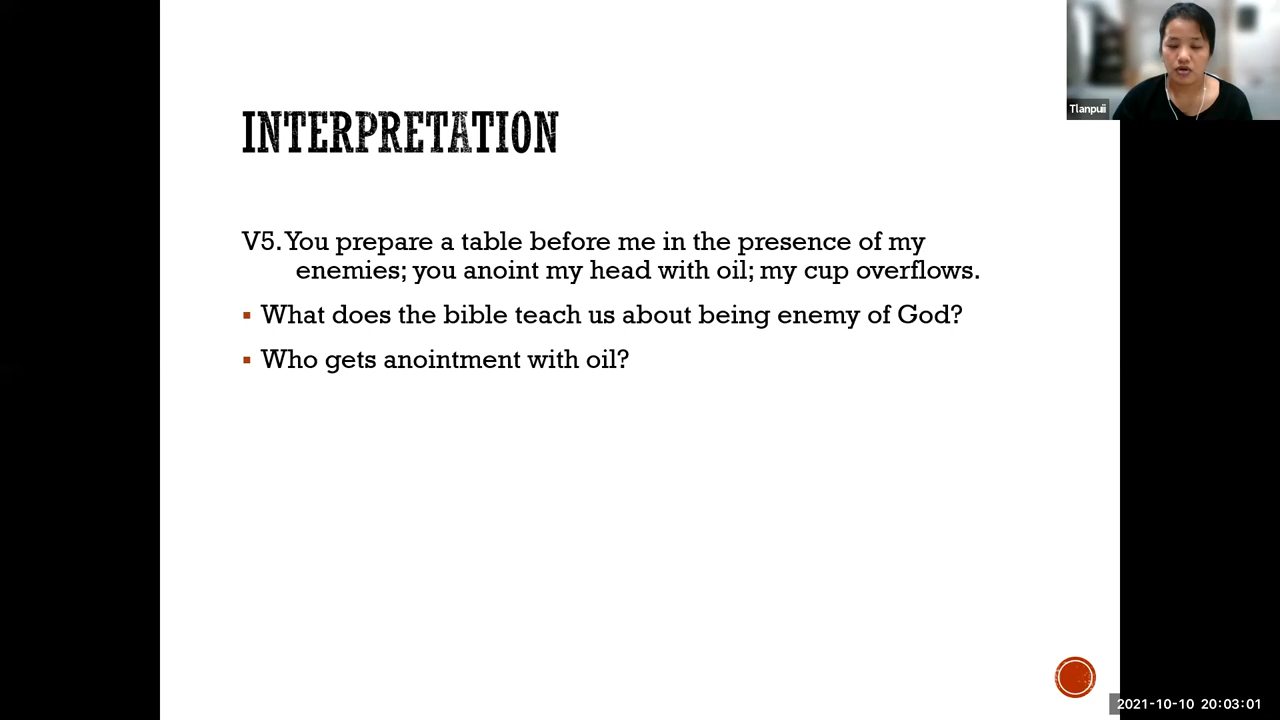 INTERPRETATION
V5. You prepare a table before me in the presence of my
enemies; you anoint my head with oil; my cup overflows.
▪ What does the bible teach us about being enemy of God?
▪ Who gets anointment with oil?
Tlanpuii
2021-10-10 20:03:01